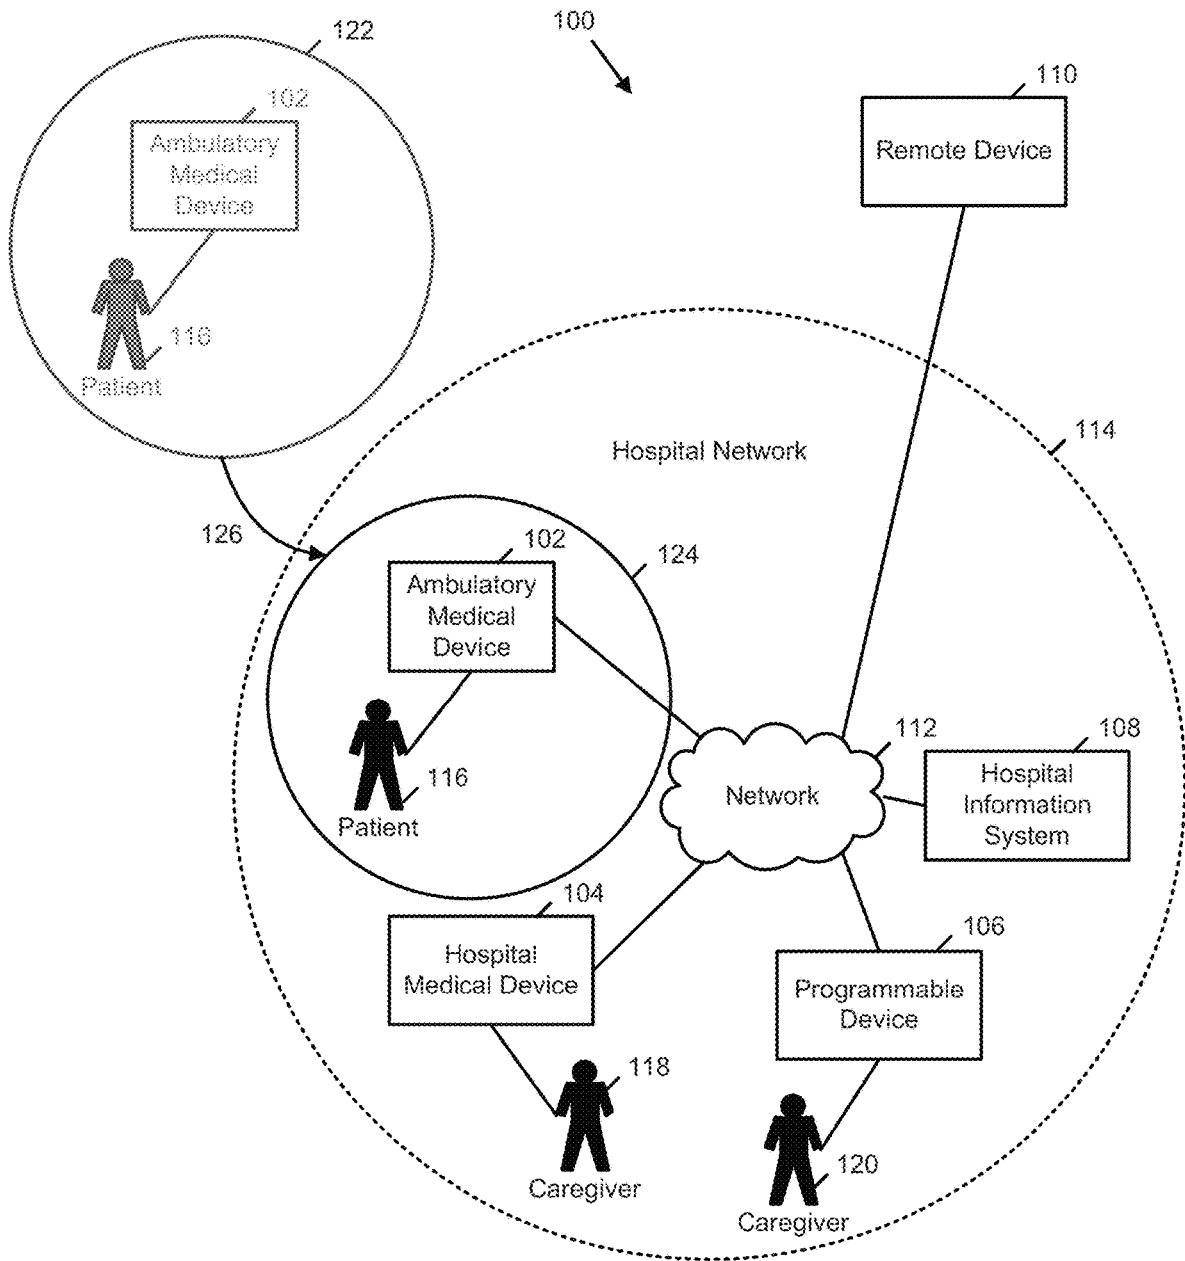 100
122
102
Ambulatory
Medical
Device
116
Patient
110
Remote Device
114
Hospital Network
126
102
124
Ambulatory
Medical
Device
116
Patient
112
Network
108
Hospital
Information
System
104
Hospital
Medical Device
106
Programmable
Device
118
Caregiver
120
Caregiver